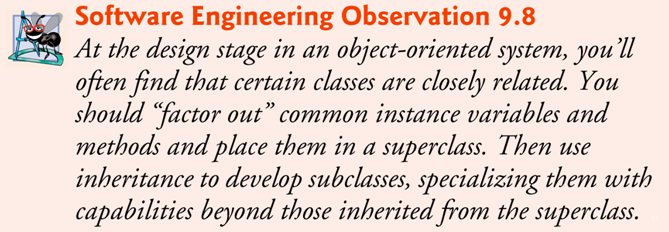 Software Engineering Observation 9.8
At the design stage in an object-oriented system, you’ll
often find that certain classes are closely related. You
should “factor out” common instance variables and
methods and place them in a superclass. Then use
inheritance to develop subclasses, specializing them with
capabilities beyond those inherited from the superclass.